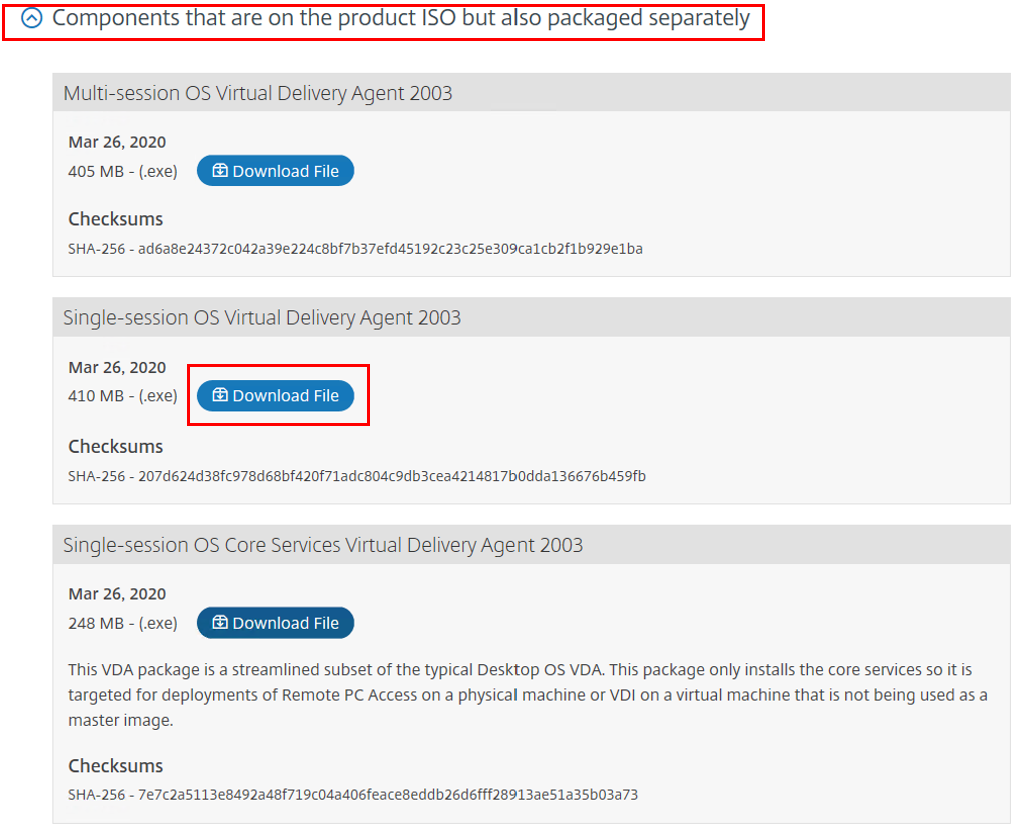 Components that are on the product ISO but also packaged separately
Multi-session OS Virtual Delivery Agent 2003
Mar 26, 2020
405 MB - (.exe) Download File
Checksums
SHA-256 - ad6a8e24372c042a39e224c8bf7b37efd45192c23c25e309ca1cb2f1b929e1ba
Single-session OS Virtual Delivery Agent 2003
Mar 26, 2020
410 MB - (.exe) Download File
Checksums
SHA-256 - 207d624d38fc978d68bf420f71adc804c9db3cea4214817b0dda136676b459fb
Single-session OS Core Services Virtual Delivery Agent 2003
Mar 26, 2020
248 MB - (.exe) Download File
This VDA package is a streamlined subset of the typical Desktop OS VDA. This package only installs the core services so it is
targeted for deployments of Remote PC Access on a physical machine or VDI on a virtual machine that is not being used as a
master image.
Checksums
SHA-256 - 7e7c2a5113e8492a48f719c04a406feace8eddb26d6fff28913ae51a35b03a73